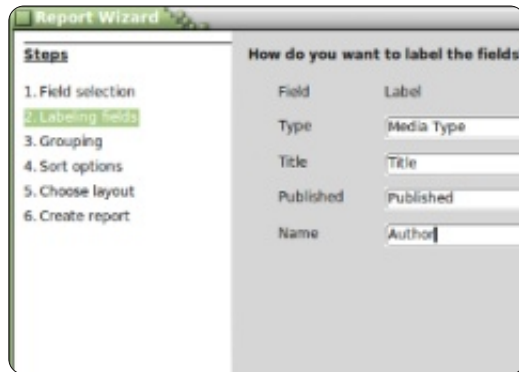 Report Wizard
Steps
1. Field selection
2. Labeling fields
3. Grouping
4. Sort options
5. Choose layout
6. Create report
How do you want to label the fields
Field Label
Type Media Type
Title Title
Published Published
Name Author